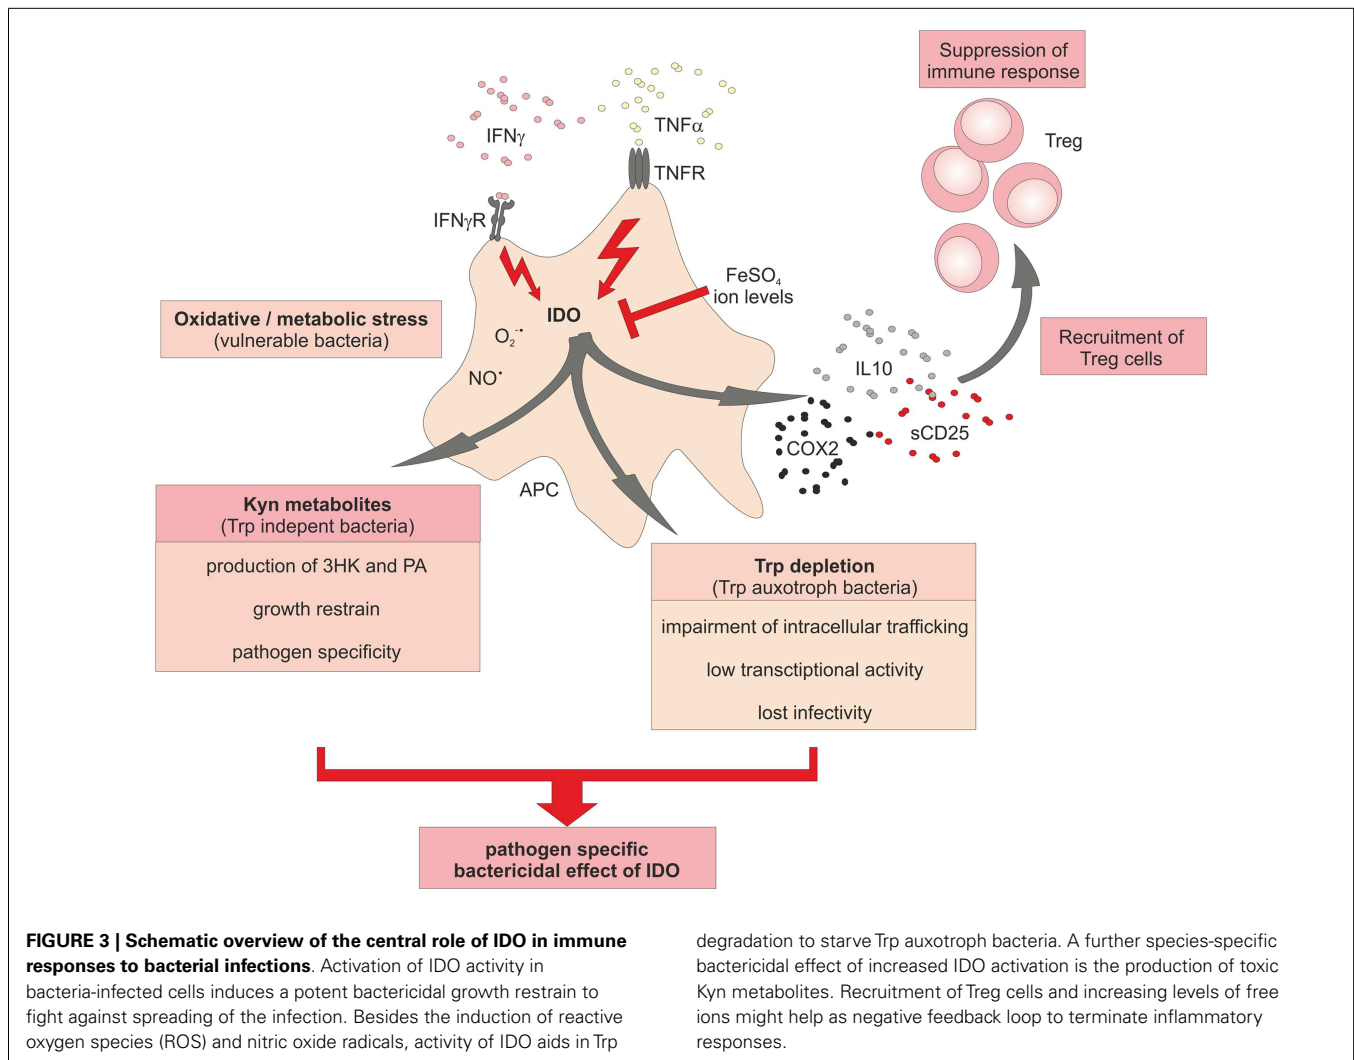 Suppression of
immune response
Treg
IFNγ
TNFα
TNFR
IFNγR
FeSO₄
ion levels
Oxidative / metabolic stress
(vulnerable bacteria)
IDO
O₂⁻•
NO•
Recruitment of
Treg cells
IL10
sCD25
COX2
APC
Kyn metabolites
(Trp indepent bacteria)
production of 3HK and PA
growth restrain
pathogen specificity
Trp depletion
(Trp auxotroph bacteria)
impairment of intracellular trafficking
low transctiptional activity
lost infectivity
pathogen specific
bactericidal effect of IDO
FIGURE 3 | Schematic overview of the central role of IDO in immune
responses to bacterial infections. Activation of IDO activity in
bacteria-infected cells induces a potent bactericidal growth restrain to
fight against spreading of the infection. Besides the induction of reactive
oxygen species (ROS) and nitric oxide radicals, activity of IDO aids in Trp
degradation to starve Trp auxotroph bacteria. A further species-specific
bactericidal effect of increased IDO activation is the production of toxic
Kyn metabolites. Recruitment of Treg cells and increasing levels of free
ions might help as negative feedback loop to terminate inflammatory
responses.